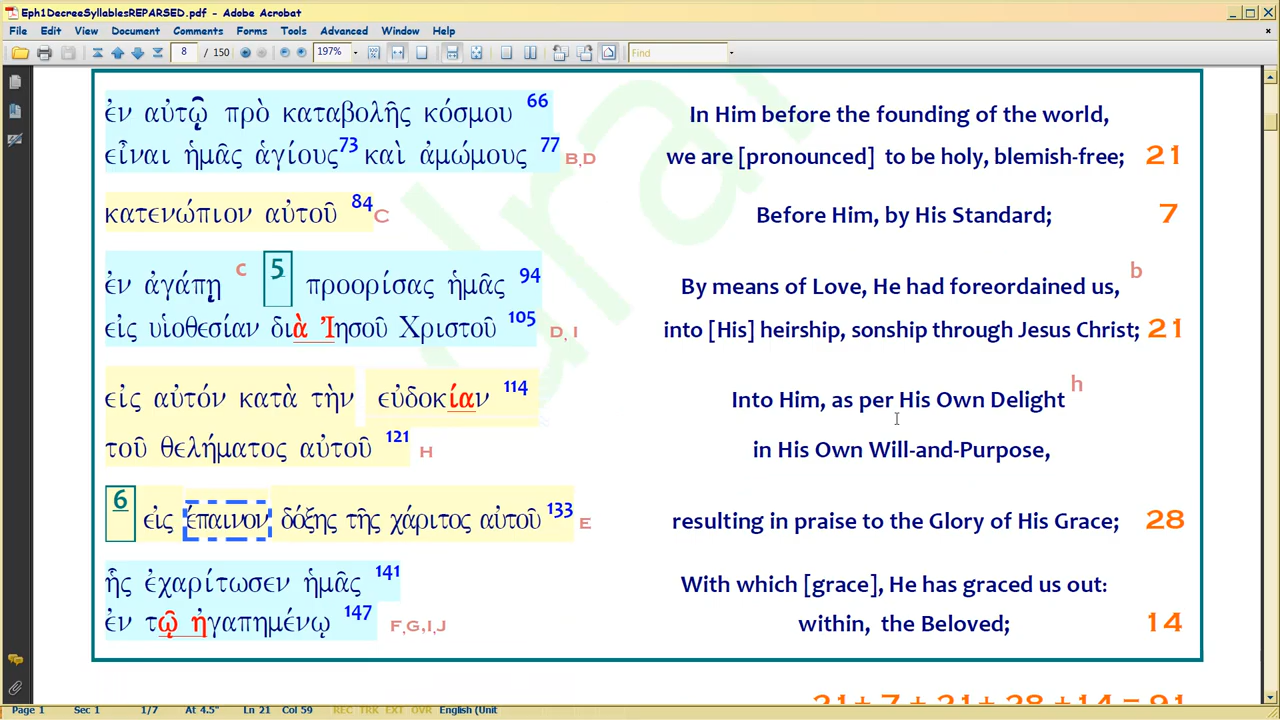 Eph1DecreeSyllablesREPARSED.pdf - Adobe Acrobat
File Edit View Document Comments Forms Tools Advanced Window Help
8 / 150 197% Find
ἐν αὐτῷ πρὸ καταβολῆς κόσμου 66 In Him before the founding of the world,
εἶναι ἡμᾶς ἁγίους 73 καὶ ἀμώμους 77 B,D we are [pronounced] to be holy, blemish-free; 21
κατενώπιον αὐτοῦ 84 C Before Him, by His Standard; 7
ἐν ἀγάπῃ c 5 προορίσας ἡμᾶς 94 By means of Love, He had foreordained us, b
εἰς υἱοθεσίαν διὰ Ἰησοῦ Χριστοῦ 105 D, I into [His] heirship, sonship through Jesus Christ; 21
εἰς αὐτόν κατὰ τὴν εὐδοκίαν 114 Into Him, as per His Own Delight h
τοῦ θελήματος αὐτοῦ 121 H in His Own Will-and-Purpose,
6 εἰς ἔπαινον δόξης τῆς χάριτος αὐτοῦ 133 E resulting in praise to the Glory of His Grace; 28
ἧς ἐχαρίτωσεν ἡμᾶς 141 With which [grace], He has graced us out:
ἐν τῷ ἠγαπημένῳ 147 F,G,I,J within, the Beloved; 14
21 + 7 + 21 + 28 + 14 = 91
Page 1 Sec 1 1/7 At 4.5" Ln 21 Col 59 REC TRK EXT OVR English (Unit